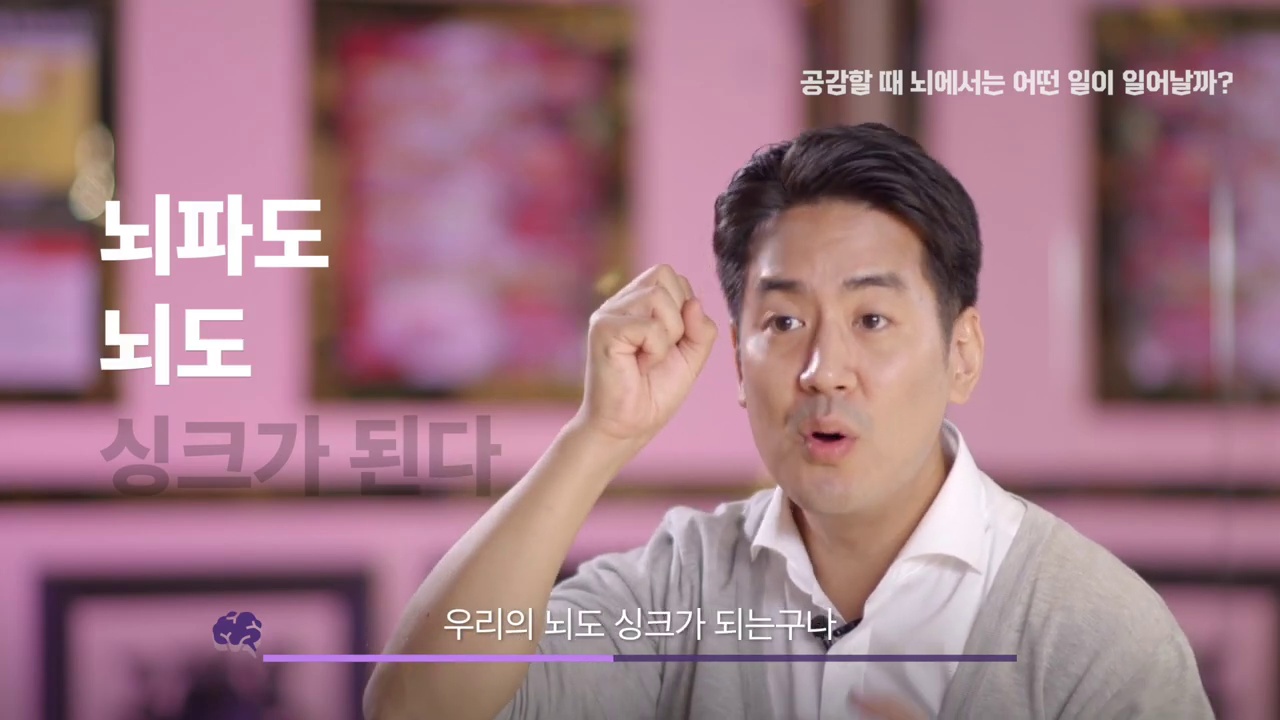 공감할 때 뇌에서는 어떤 일이 일어날까?
뇌파도
뇌도
싱크가 된다
우리의 뇌도 싱크가 되는구나